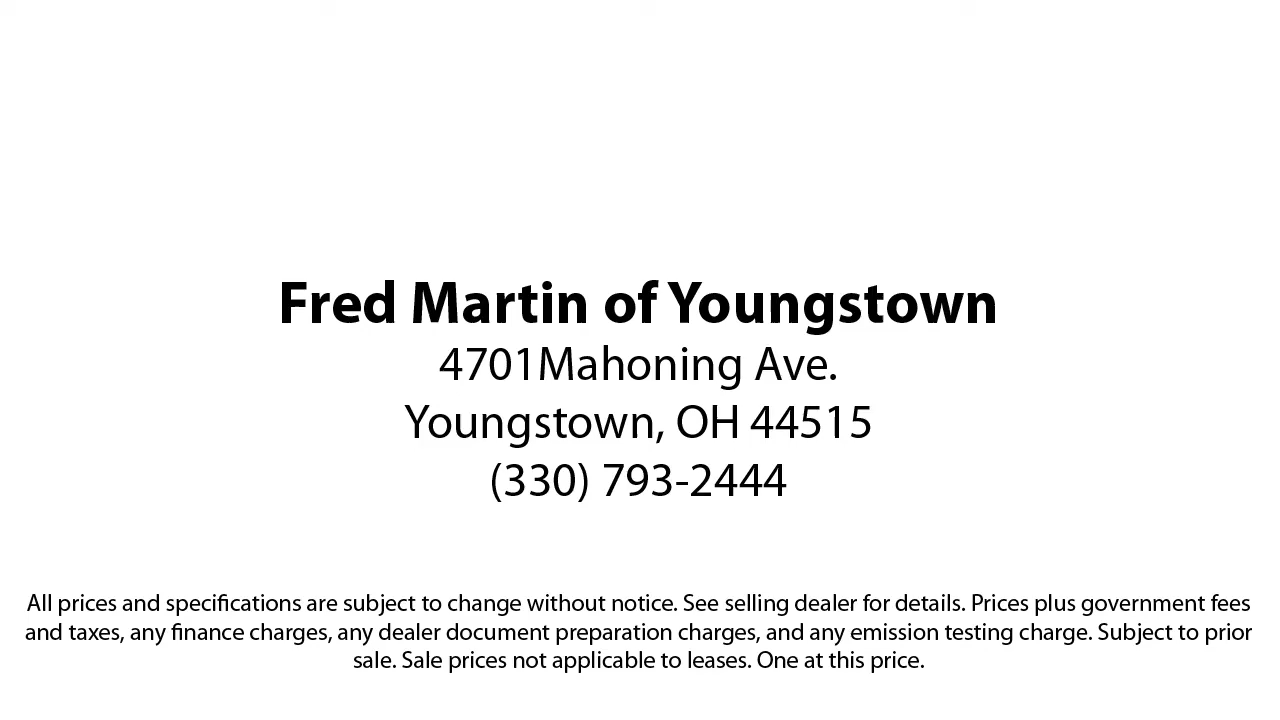 Fred Martin of Youngstown
4701Mahoning Ave.
Youngstown, OH 44515
(330) 793-2444
All prices and specifications are subject to change without notice. See selling dealer for details. Prices plus government fees
and taxes, any finance charges, any dealer document preparation charges, and any emission testing charge. Subject to prior
sale. Sale prices not applicable to leases. One at this price.